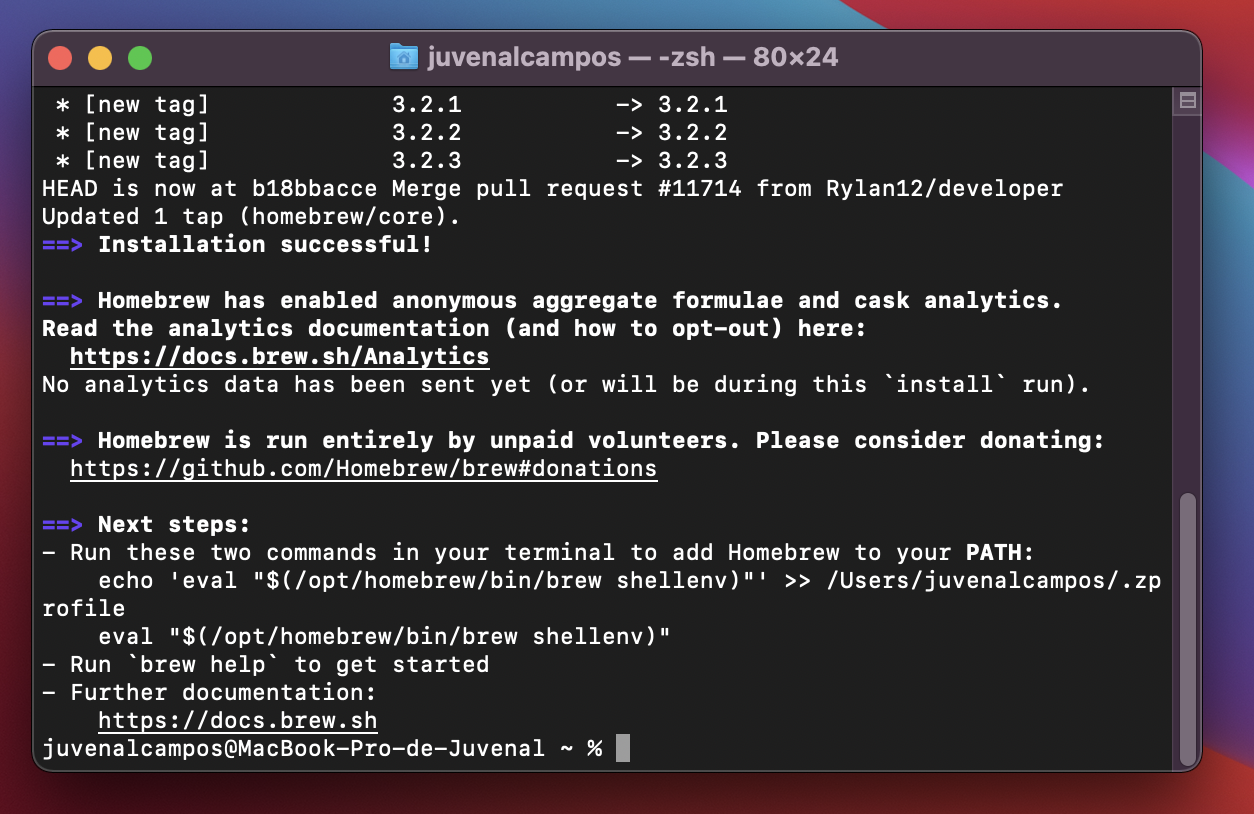 juvenalcampos — -zsh — 80×24
* [new tag] 3.2.1 -> 3.2.1
* [new tag] 3.2.2 -> 3.2.2
* [new tag] 3.2.3 -> 3.2.3
HEAD is now at b18bbacce Merge pull request #11714 from Rylan12/developer
Updated 1 tap (homebrew/core).
==> Installation successful!
==> Homebrew has enabled anonymous aggregate formulae and cask analytics.
Read the analytics documentation (and how to opt-out) here:
https://docs.brew.sh/Analytics
No analytics data has been sent yet (or will be during this `install` run).
==> Homebrew is run entirely by unpaid volunteers. Please consider donating:
https://github.com/Homebrew/brew#donations
==> Next steps:
- Run these two commands in your terminal to add Homebrew to your PATH:
echo 'eval "$(/opt/homebrew/bin/brew shellenv)"' >> /Users/juvenalcampos/.zp
rofile
eval "$(/opt/homebrew/bin/brew shellenv)"
- Run `brew help` to get started
- Further documentation:
https://docs.brew.sh
juvenalcampos@MacBook-Pro-de-Juvenal ~ %